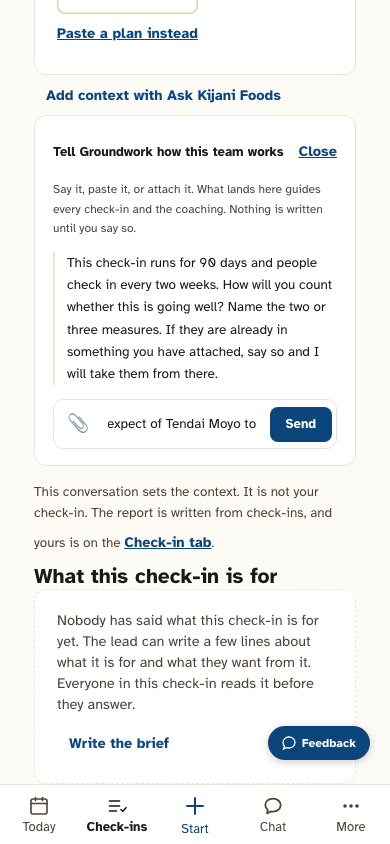 Paste a plan instead
Add context with Ask Kijani Foods
Tell Groundwork how this team works
Close
Say it, paste it, or attach it. What lands here guides
every check-in and the coaching. Nothing is written
until you say so.
This check-in runs for 90 days and people
check in every two weeks. How will you count
whether this is going well? Name the two or
three measures. If they are already in
something you have attached, say so and I
will take them from there.
expect of Tendai Moyo to
Send
This conversation sets the context. It is not your
check-in. The report is written from check-ins, and
yours is on the Check-in tab.
What this check-in is for
Nobody has said what this check-in is for
yet. The lead can write a few lines about
what it is for and what they want from it.
Everyone in this check-in reads it before
they answer.
Write the brief
Feedback
Today
Check-ins
Start
Chat
More